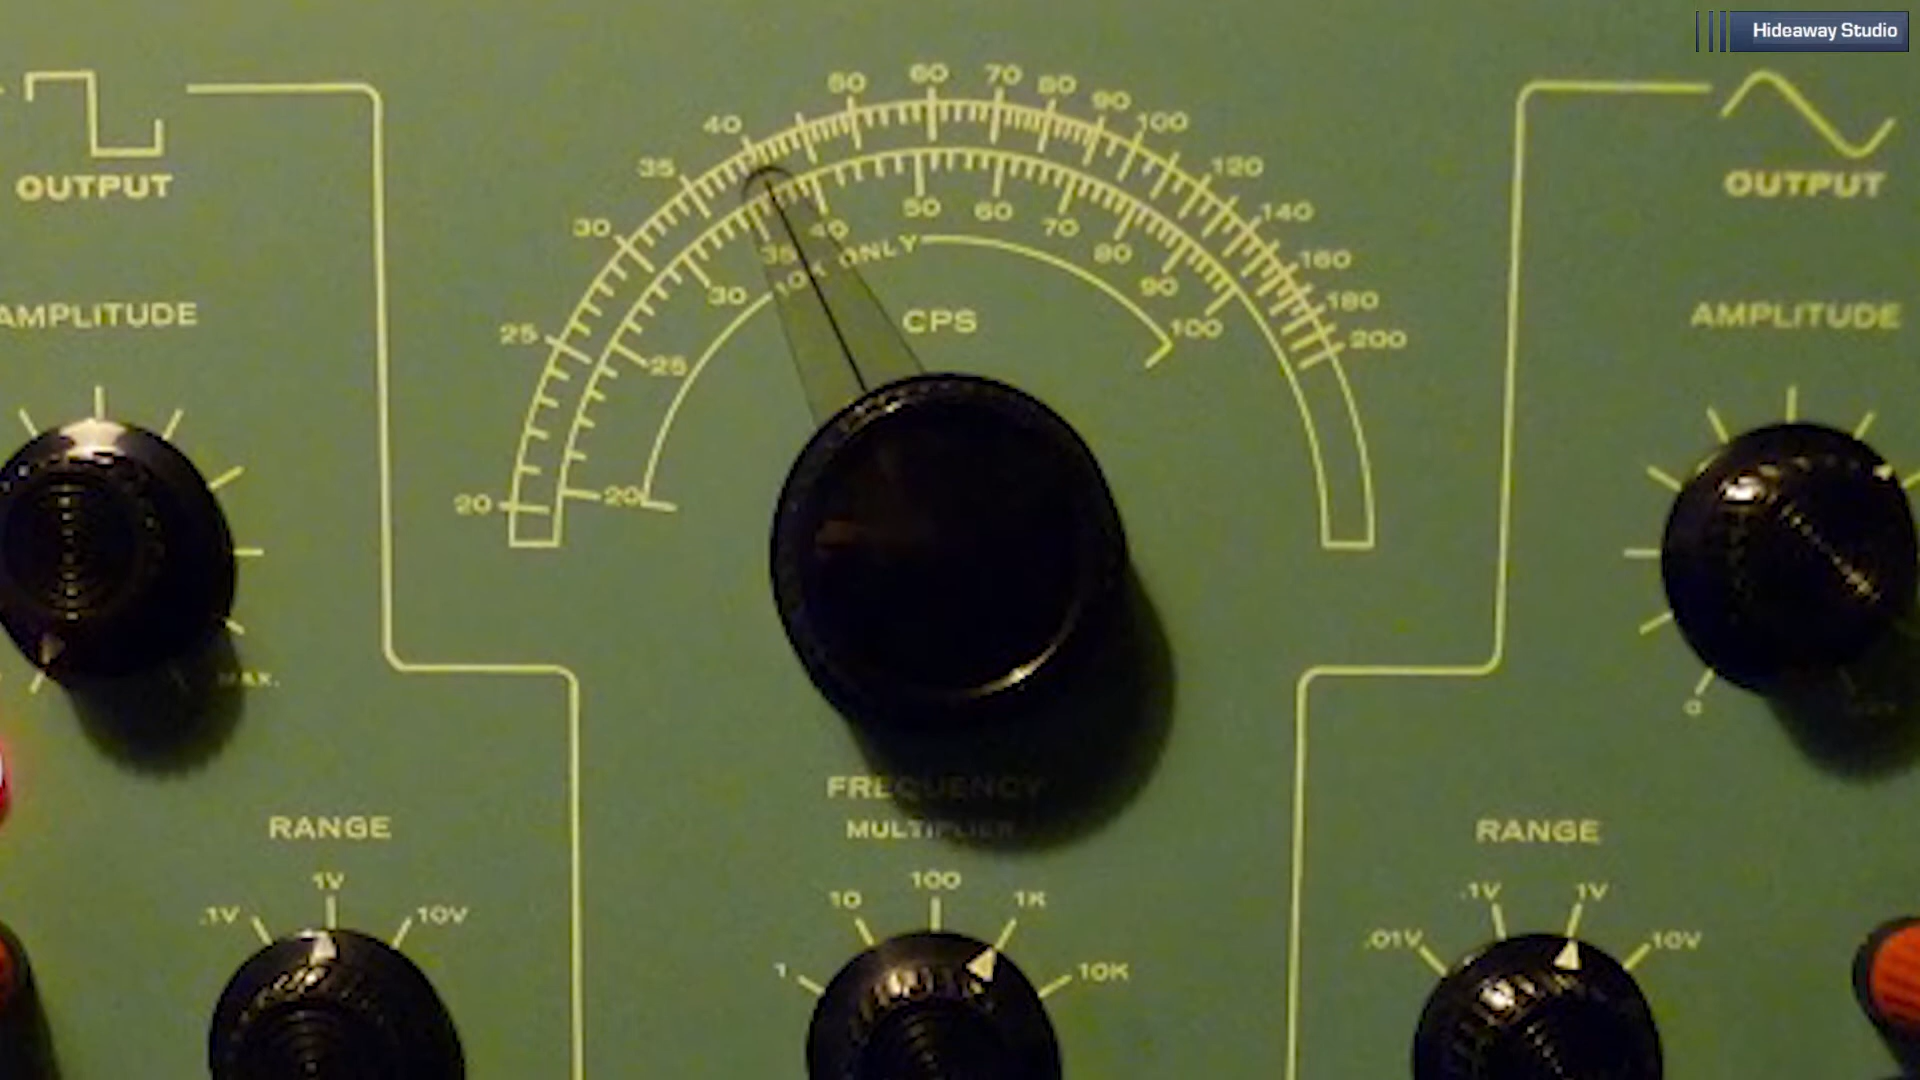 Hideaway Studio
OUTPUT
AMPLITUDE
MAX.
RANGE
.1V 1V 10V
20 25 30 35 40 50 60 70 80 90 100 120 140 160 180 200
20 25 30 35 40 50 60 70 80 90 100
10K ONLY
CPS
FREQUENCY
MULTIPLIER
1 10 100 1K 10K
OUTPUT
AMPLITUDE
0
RANGE
.01V .1V 1V 10V